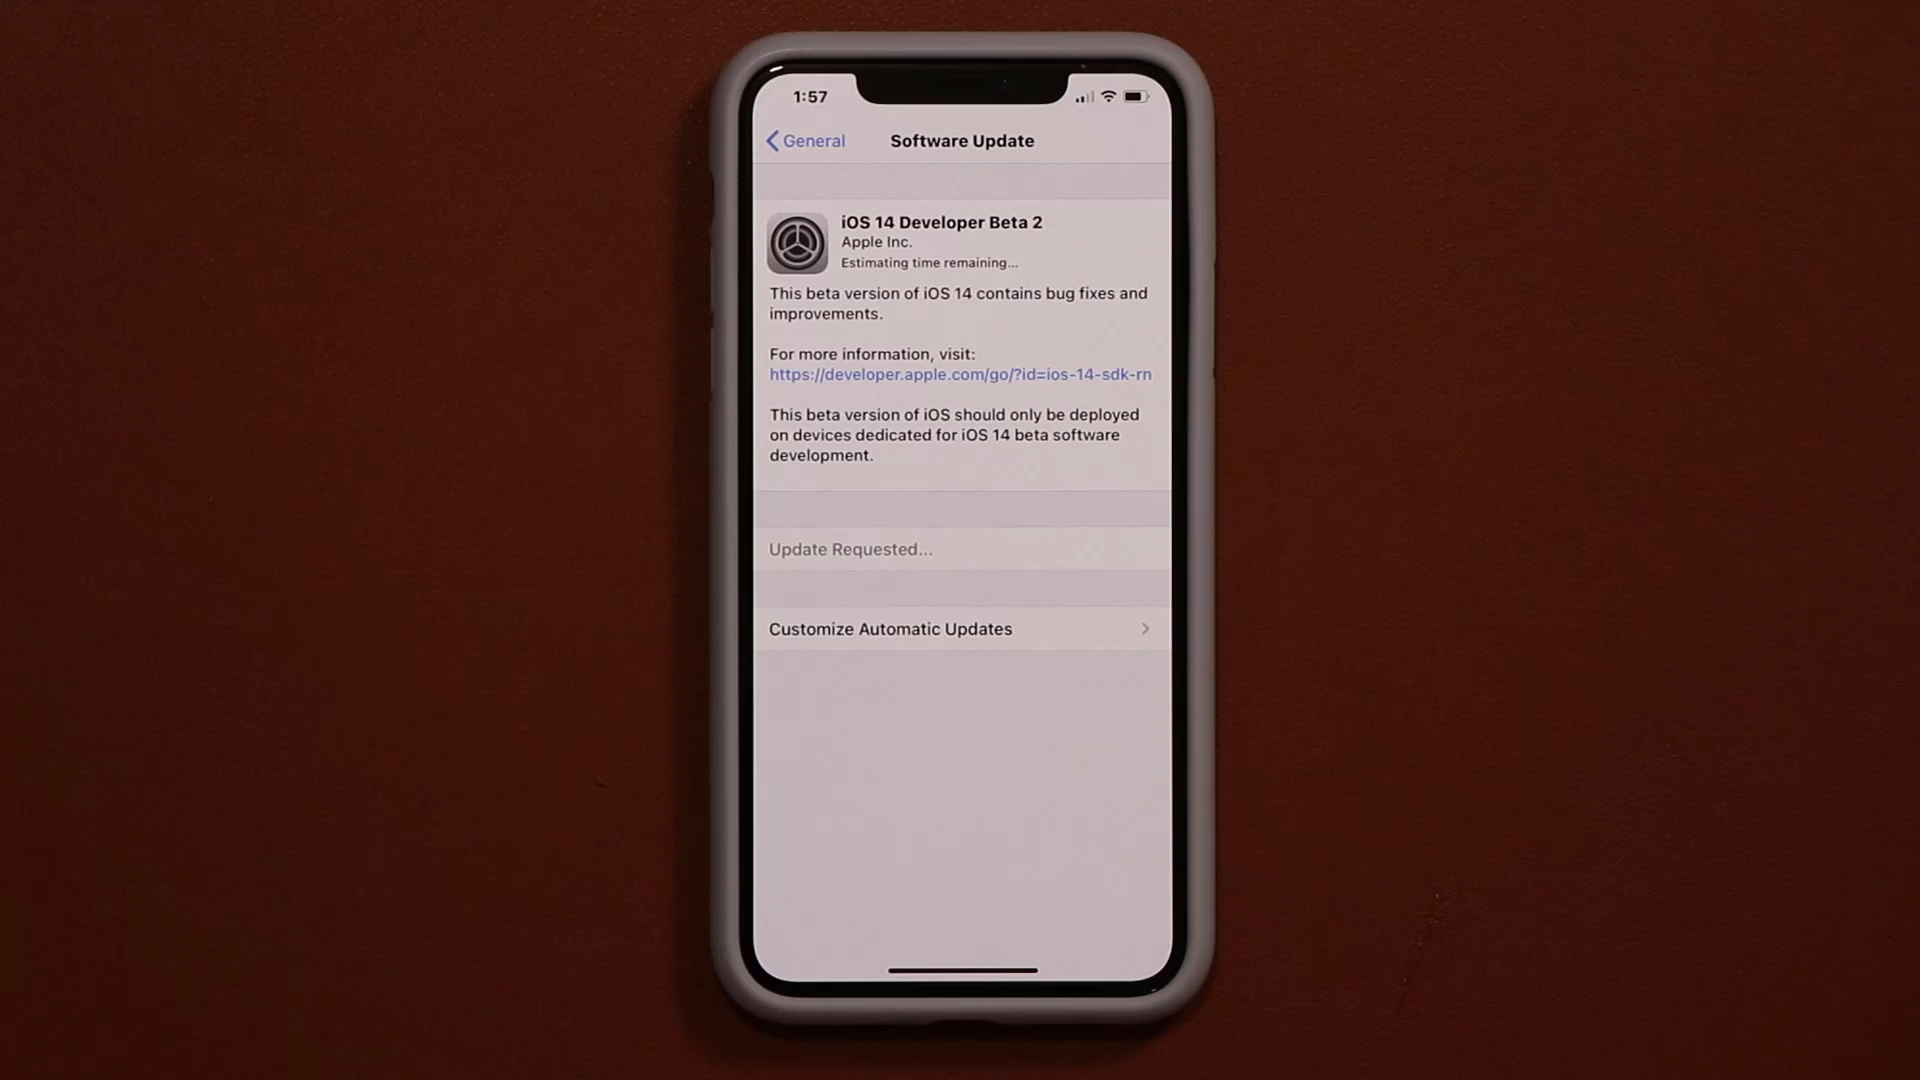 1:57
General
Software Update
iOS 14 Developer Beta 2
Apple Inc.
Estimating time remaining...
This beta version of iOS 14 contains bug fixes and
improvements.
For more information, visit:
https://developer.apple.com/go/?id=ios-14-sdk-rn
This beta version of iOS should only be deployed
on devices dedicated for iOS 14 beta software
development.
Update Requested...
Customize Automatic Updates